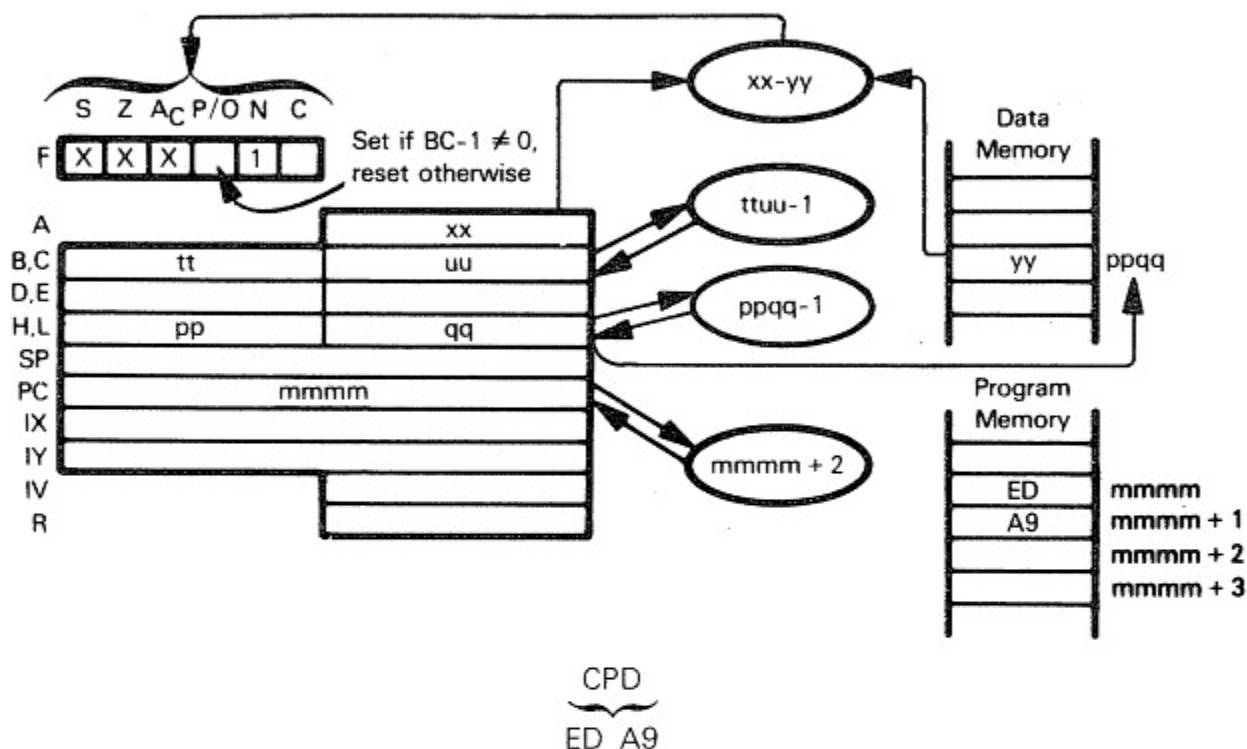 xx-yy
S Z AC P/O N C
F X X X 1
Set if BC-1 ≠ 0,
reset otherwise
Data
Memory
ttuu-1
A xx
B,C tt uu
yy ppqq
D,E
ppqq-1
H,L pp qq
SP
PC mmmm
Program
Memory
IX
IY
mmmm + 2
IV
ED mmmm
R
A9 mmmm + 1
mmmm + 2
mmmm + 3
CPD
ED A9